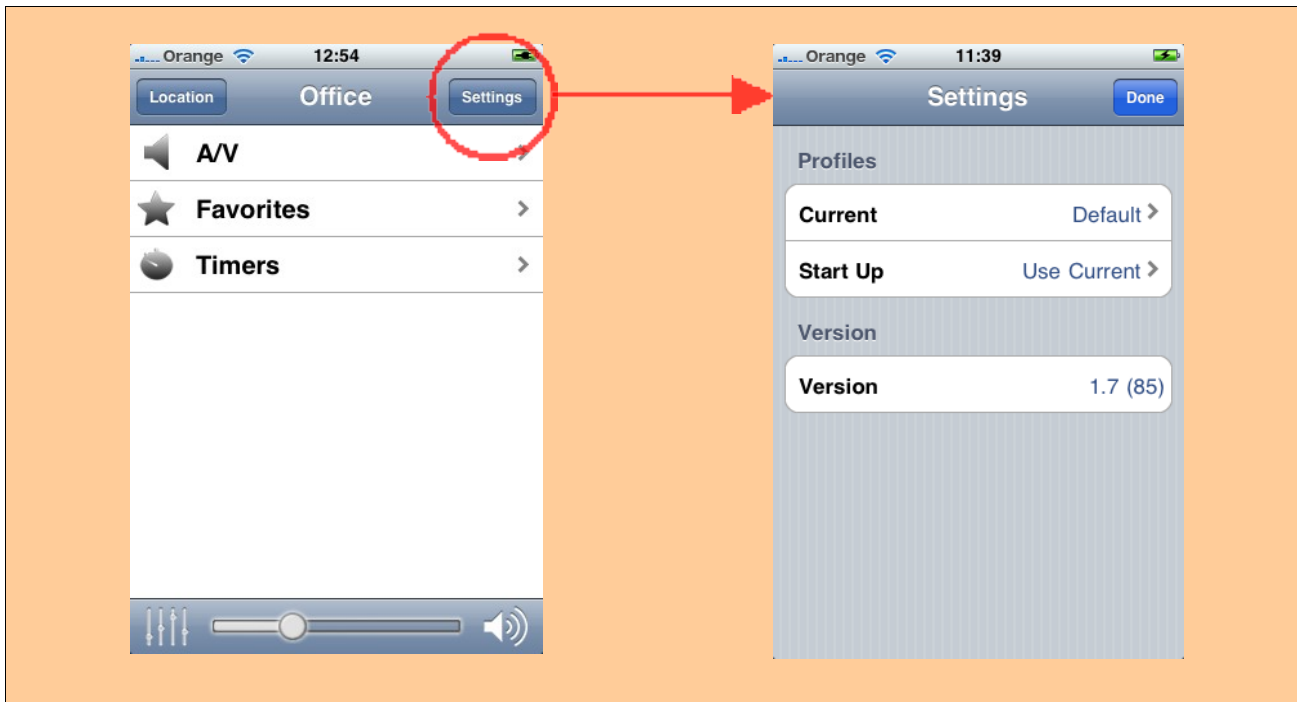 Orange 12:54
Location Office Settings
A/V
Favorites
Timers
Orange 11:39
Settings Done
Profiles
Current Default
Start Up Use Current
Version
Version 1.7 (85)